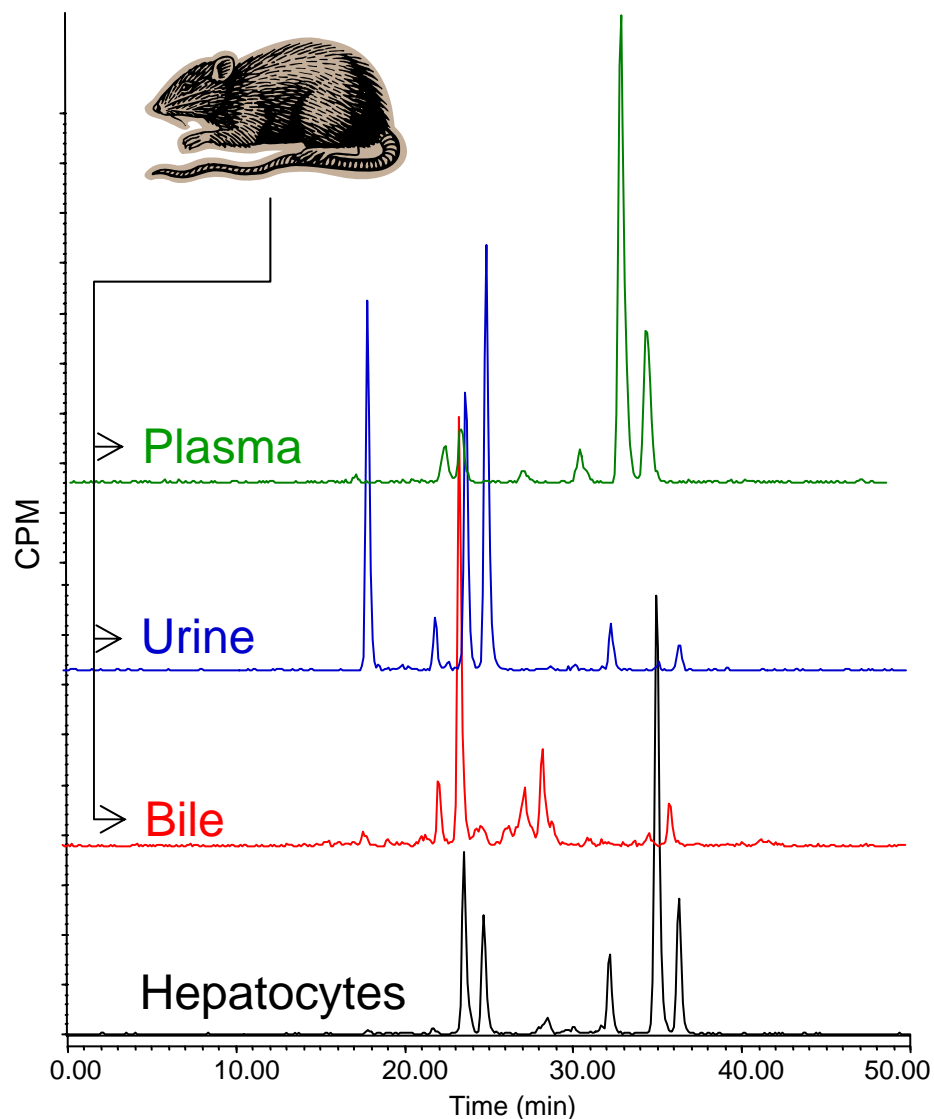 Plasma
CPM
Urine
Bile
Hepatocytes
0.00 10.00 20.00 30.00 40.00 50.00
Time (min)